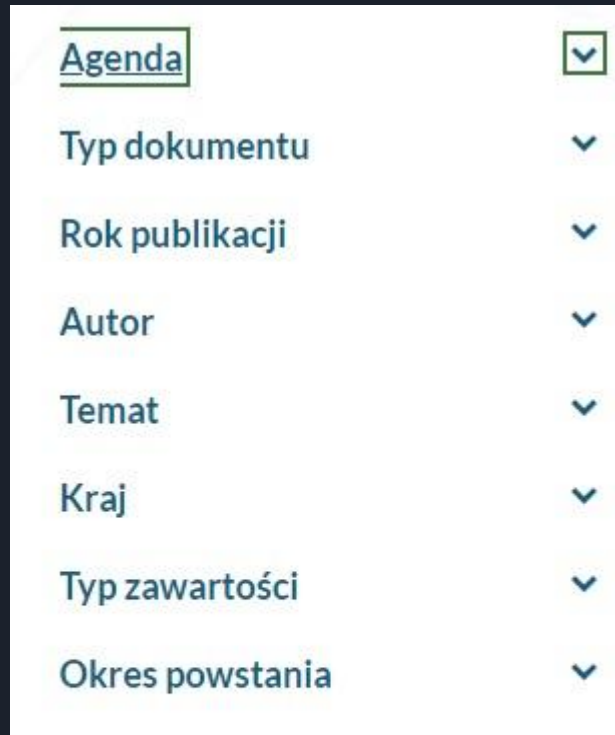 Agenda
Typ dokumentu
Rok publikacji
Autor
Temat
Kraj
Typ zawartości
Okres powstania